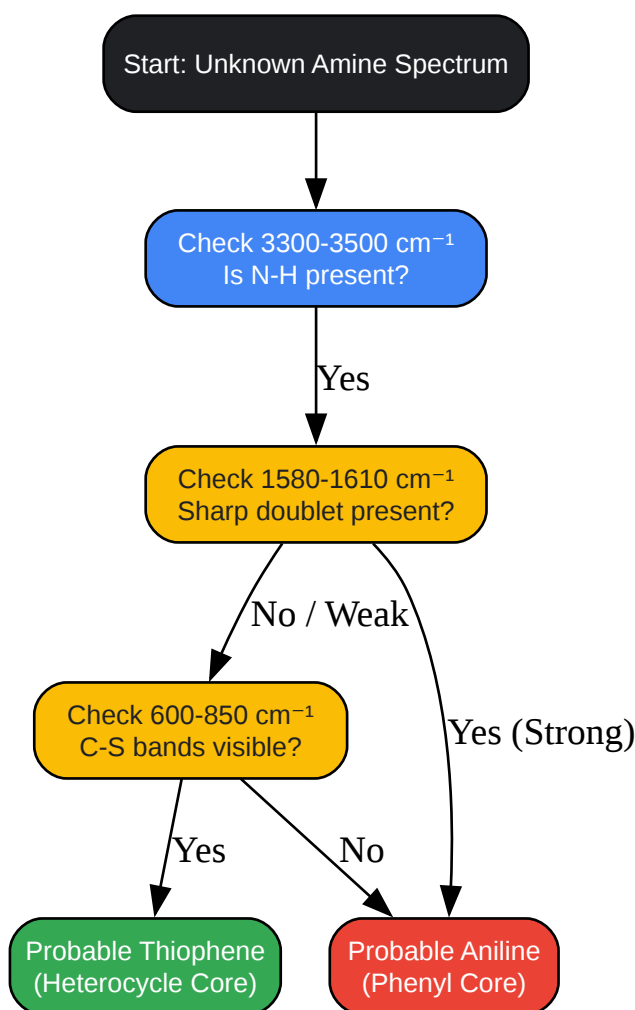 Start: Unknown Amine Spectrum
Check 3300-3500 cm⁻¹
Is N-H present?
Yes
Check 1580-1610 cm⁻¹
Sharp doublet present?
No / Weak
Check 600-850 cm⁻¹
C-S bands visible?
Yes (Strong)
Yes
No
Probable Thiophene
(Heterocycle Core)
Probable Aniline
(Phenyl Core)